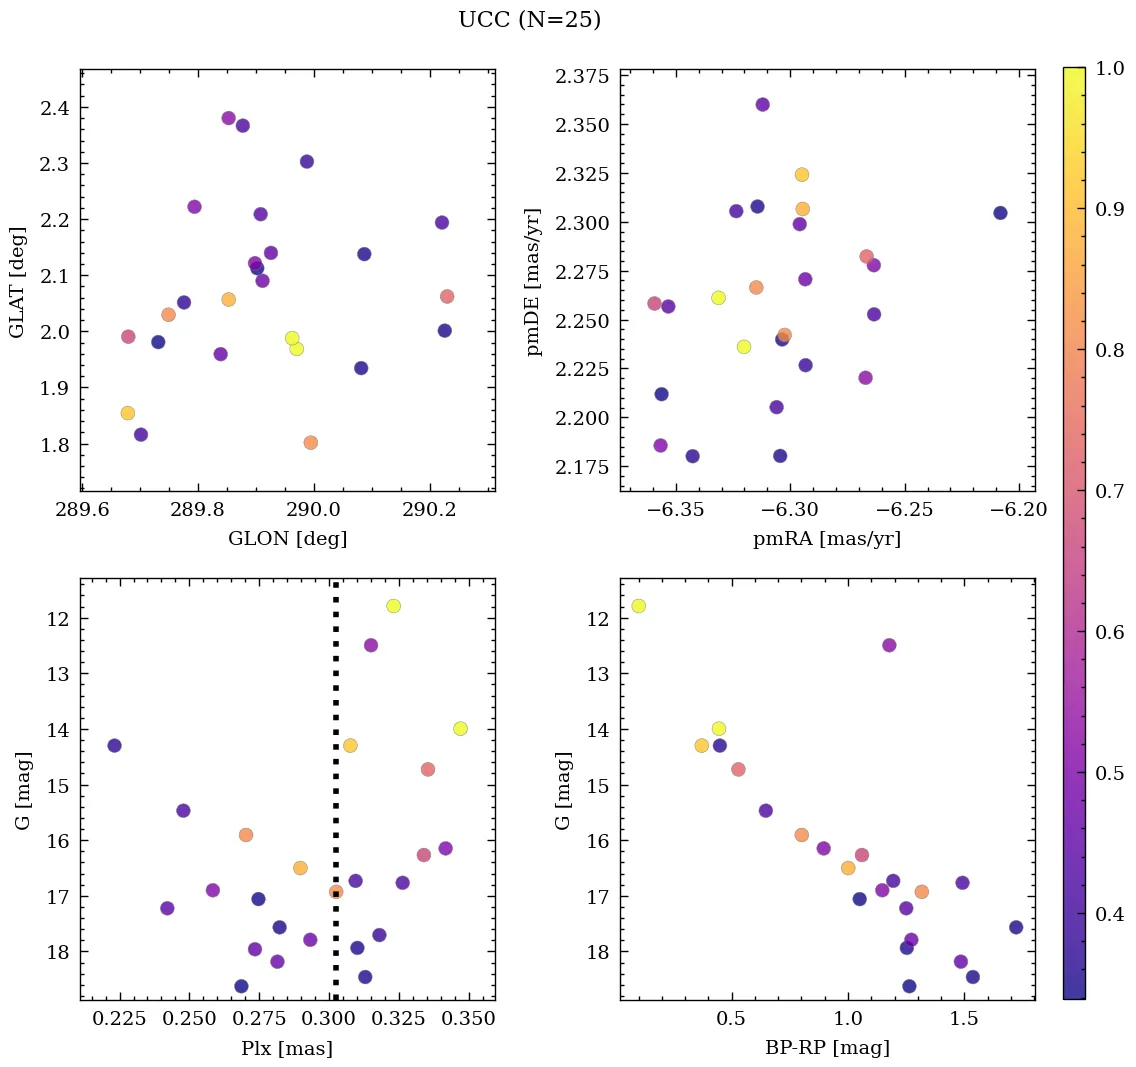 UCC (N=25)
2.4
2.3
2.2
2.1
2.0
1.9
1.8
GLAT [deg]
289.6 289.8 290.0 290.2
GLON [deg]
2.375
2.350
2.325
2.300
2.275
2.250
2.225
2.200
2.175
pmDE [mas/yr]
−6.35 −6.30 −6.25 −6.20
pmRA [mas/yr]
12
13
14
15
16
17
18
G [mag]
0.225 0.250 0.275 0.300 0.325 0.350
Plx [mas]
12
13
14
15
16
17
18
G [mag]
0.5 1.0 1.5
BP-RP [mag]
1.0
0.9
0.8
0.7
0.6
0.5
0.4